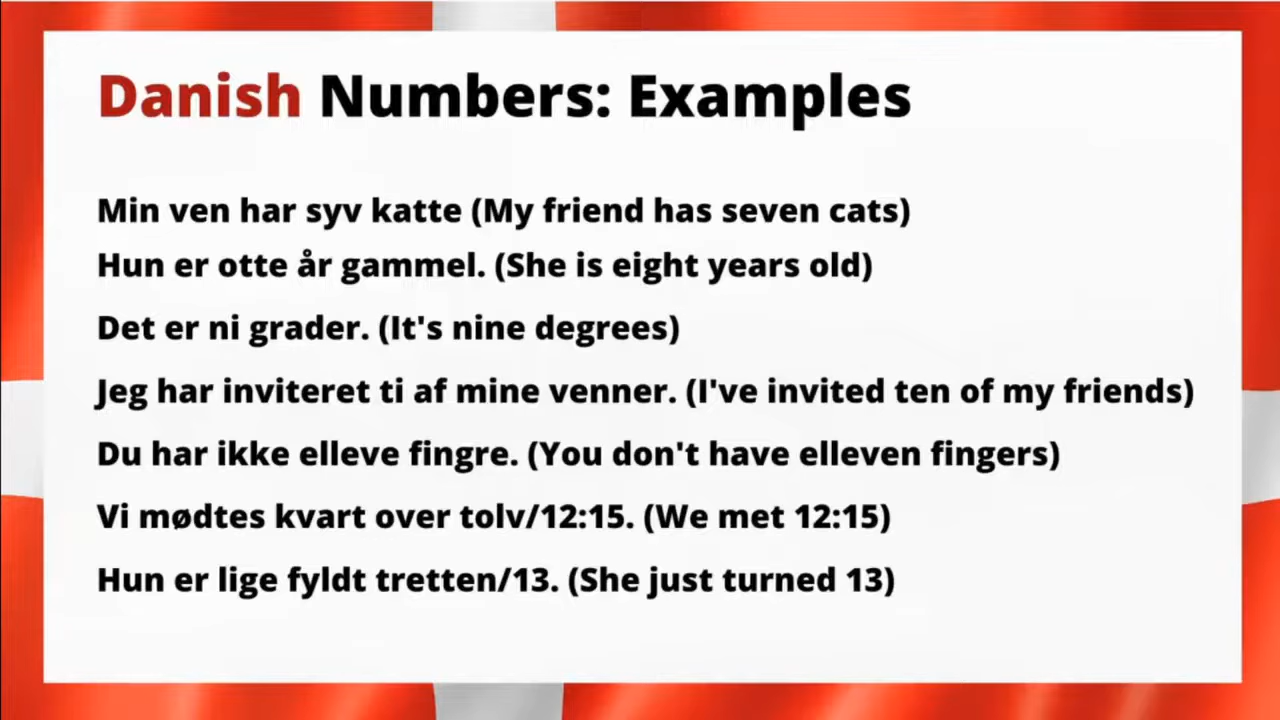 Danish Numbers: Examples
Min ven har syv katte (My friend has seven cats)
Hun er otte år gammel. (She is eight years old)
Det er ni grader. (It's nine degrees)
Jeg har inviteret ti af mine venner. (I've invited ten of my friends)
Du har ikke elleve fingre. (You don't have elleven fingers)
Vi mødtes kvart over tolv/12:15. (We met 12:15)
Hun er lige fyldt tretten/13. (She just turned 13)